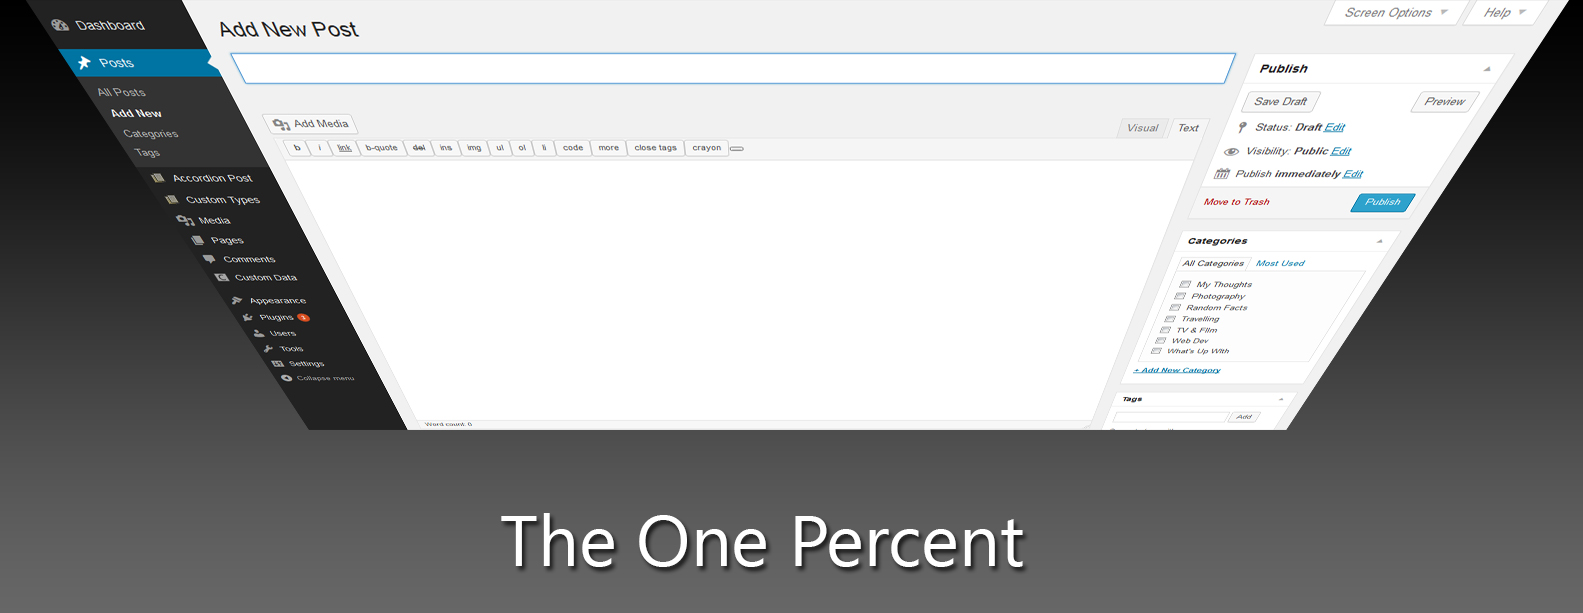 Dashboard
Posts
All Posts
Add New
Categories
Tags
Accordion Post
Custom Types
Media
Pages
Comments
Custom Data
Appearance
Plugins
Users
Tools
Settings
Collapse menu
Screen Options
Help
Add New Post
Add Media
Visual
Text
b i link b-quote del ins img ul ol li code more close tags crayon
Word count: 0
Publish
Save Draft
Preview
Status: Draft Edit
Visibility: Public Edit
Publish immediately Edit
Move to Trash
Publish
Categories
All Categories
Most Used
My Thoughts
Photography
Random Facts
Travelling
TV & Film
Web Dev
What's Up With
+ Add New Category
Tags
Add
The One Percent